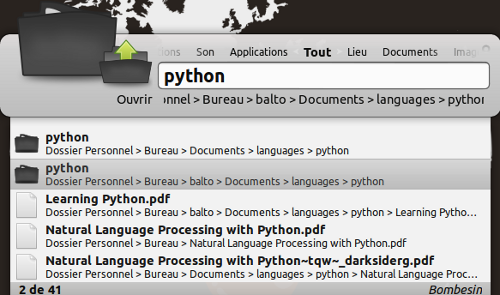 ions Son Applications Tout Lieu Documents Imag
python
Ouvrir onnel > Bureau > balto > Documents > languages > python
python
Dossier Personnel > Bureau > Documents > languages > python
python
Dossier Personnel > Bureau > balto > Documents > languages > python
Learning Python.pdf
Dossier Personnel > Bureau > balto > Documents > languages > python > Learning Pytho...
Natural Language Processing with Python.pdf
Dossier Personnel > Bureau > Natural Language Processing with Python.pdf
Natural Language Processing with Python~tqw~_darksiderg.pdf
Dossier Personnel > Bureau > Documents > languages > python > Natural Language Proc...
2 de 41 Bombesin